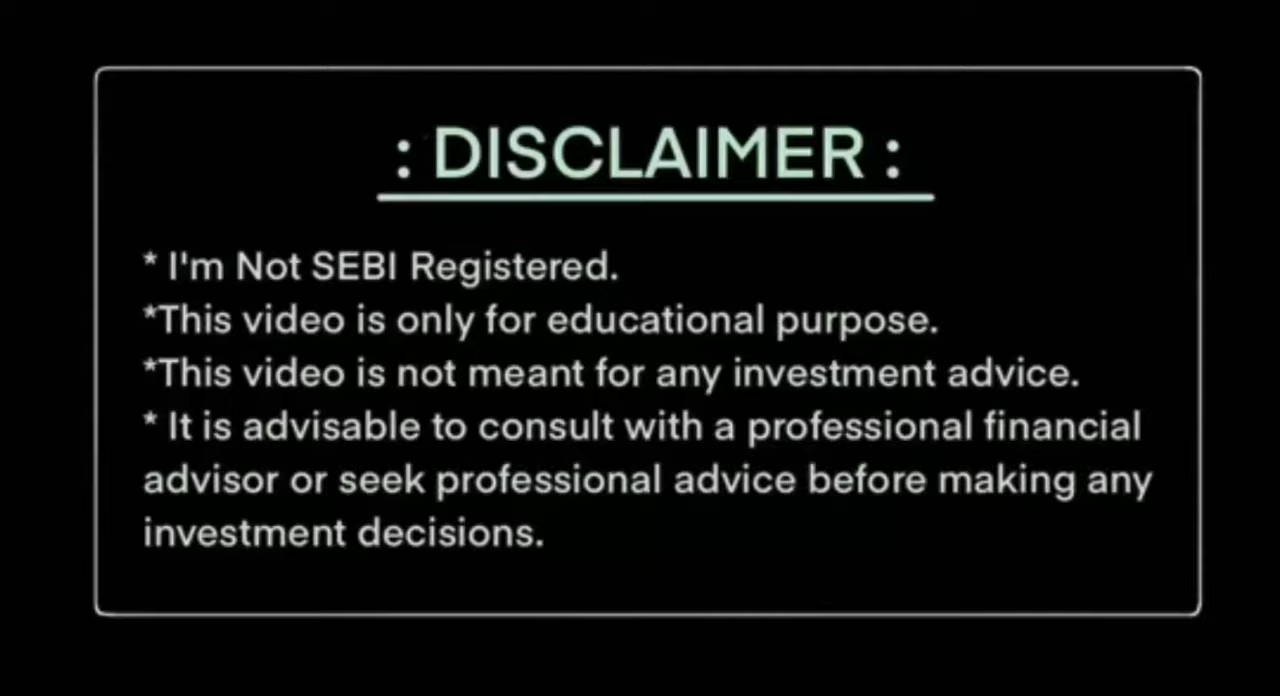 : DISCLAIMER :
* I'm Not SEBI Registered.
*This video is only for educational purpose.
*This video is not meant for any investment advice.
* It is advisable to consult with a professional financial
advisor or seek professional advice before making any
investment decisions.